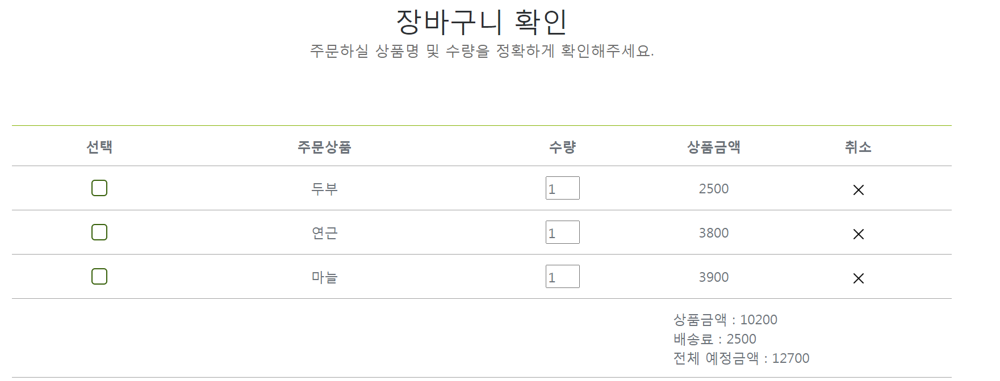 장바구니 확인
주문하실 상품명 및 수량을 정확하게 확인해주세요.
선택 주문상품 수량 상품금액 취소
두부 1 2500
연근 1 3800
마늘 1 3900
상품금액 : 10200
배송료 : 2500
전체 예정금액 : 12700